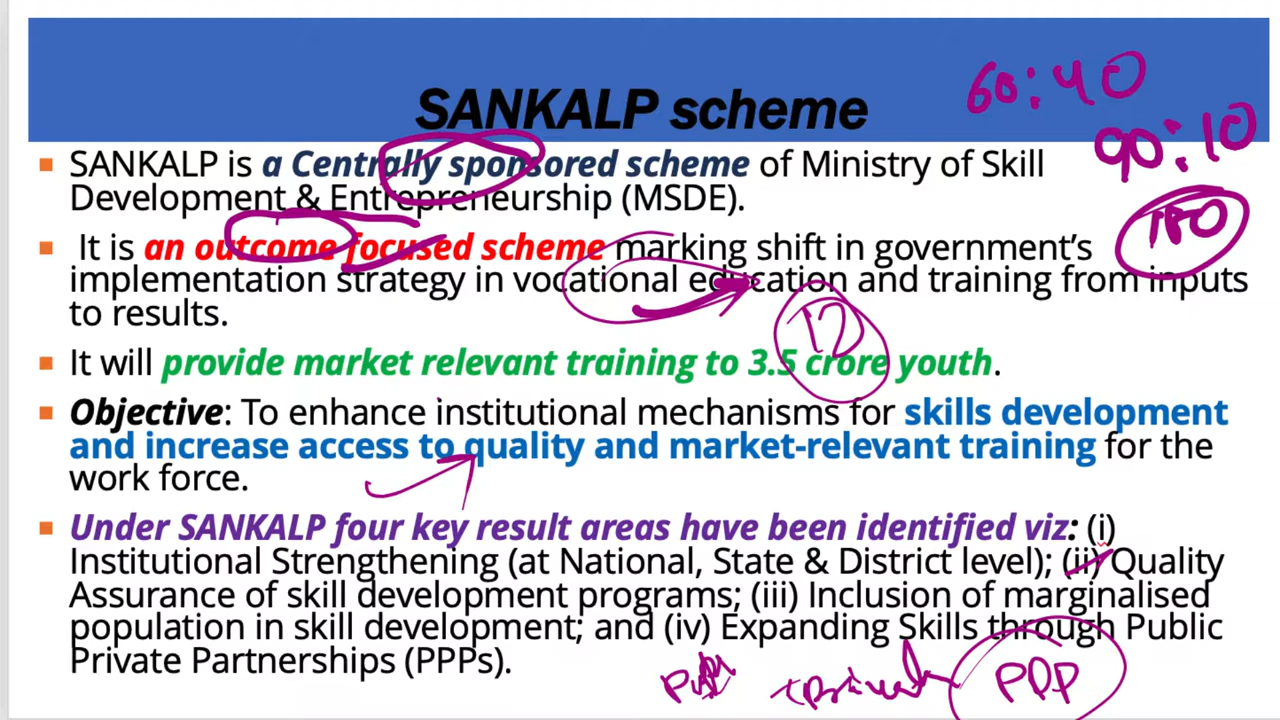 SANKALP scheme
60:40
90:10
SANKALP is a Centrally sponsored scheme of Ministry of Skill
Development & Entrepreneurship (MSDE).
It is an outcome focused scheme marking shift in government's
implementation strategy in vocational education and training from inputs
to results.
12
It will provide market relevant training to 3.5 crore youth.
Objective: To enhance institutional mechanisms for skills development
and increase access to quality and market-relevant training for the
work force.
Under SANKALP four key result areas have been identified viz: (i)
Institutional Strengthening (at National, State & District level); (ii) Quality
Assurance of skill development programs; (iii) Inclusion of marginalised
population in skill development; and (iv) Expanding Skills through Public
Private Partnerships (PPPs).
PPP